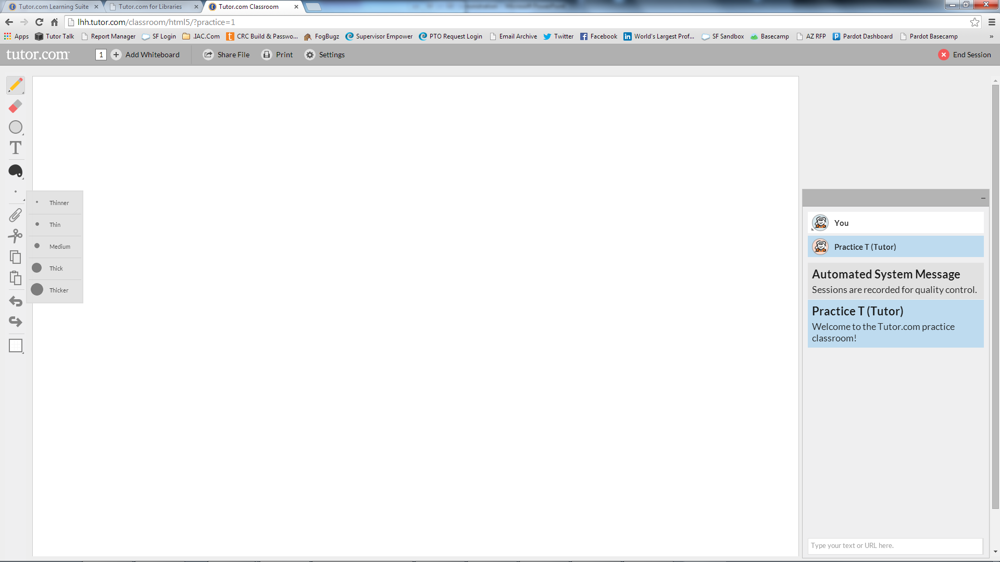 Tutor.com Learning Suite
Tutor.com for Libraries
Tutor.com Classroom
lhh.tutor.com/classroom/html5/?practice=1
Apps
Tutor Talk
Report Manager
SF Login
.IAC.Com
CRC Build & Passwo...
FogBugz
Supervisor Empower
PTO Request Login
Email Archive
Twitter
Facebook
World's Largest Prof...
SF Sandbox
Basecamp
AZ RFP
Pardot Dashboard
Pardot Basecamp
»
tutor.com
1
Add Whiteboard
Share File
Print
Settings
End Session
T
Thinner
Thin
Medium
Thick
Thicker
You
Practice T (Tutor)
Automated System Message
Sessions are recorded for quality control.
Practice T (Tutor)
Welcome to the Tutor.com practice
classroom!
Type your text or URL here.